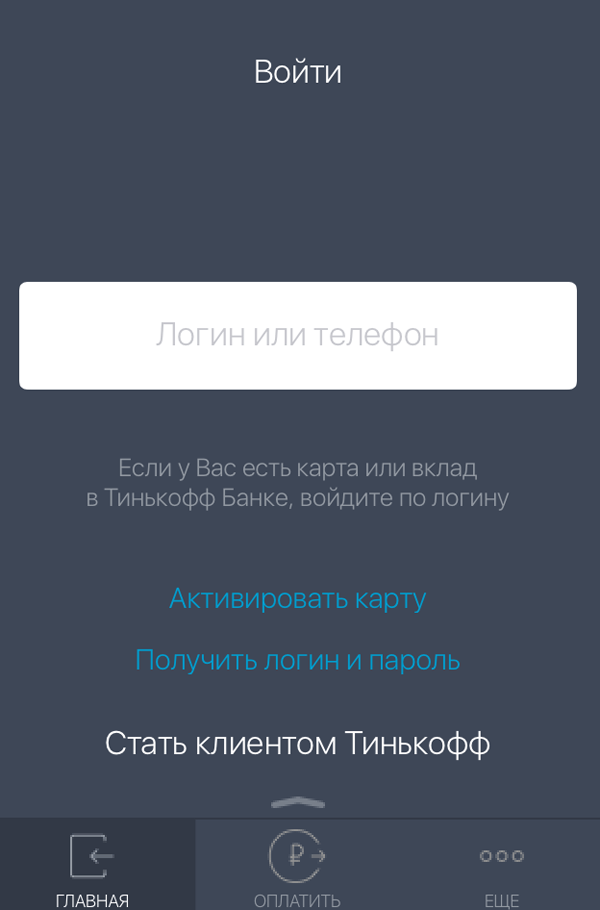 Войти
Логин или телефон
Если у Вас есть карта или вклад
в Тинькофф Банке, войдите по логину
Активировать карту
Получить логин и пароль
Стать клиентом Тинькофф
ГЛАВНАЯ ОПЛАТИТЬ ЕЩЕ